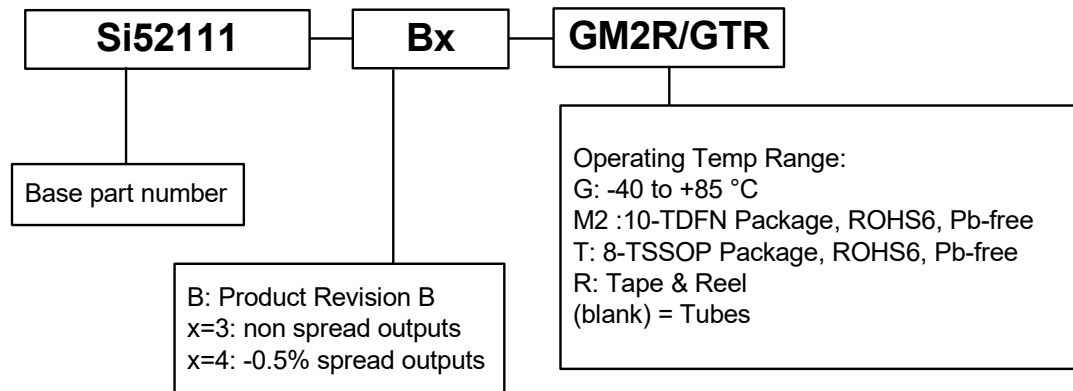 Si52111
Bx
GM2R/GTR
Base part number
B: Product Revision B
x=3: non spread outputs
x=4: -0.5% spread outputs
Operating Temp Range:
G: -40 to +85 °C
M2 :10-TDFN Package, ROHS6, Pb-free
T: 8-TSSOP Package, ROHS6, Pb-free
R: Tape & Reel
(blank) = Tubes